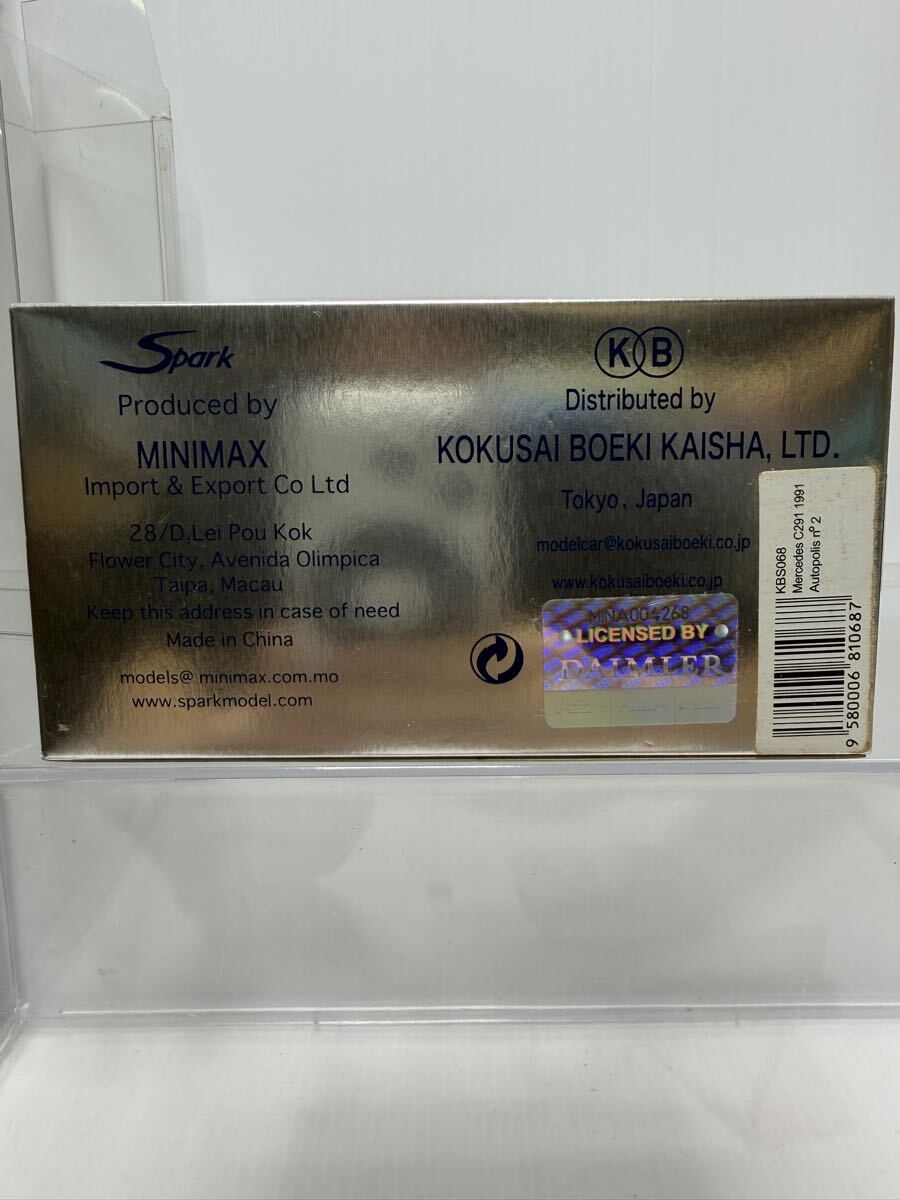 Spark
Produced by
MINIMAX
Import & Export Co Ltd
28/D.Lei Pou Kok
Flower City, Avenida Olimpica
Taipa, Macau
Keep this address in case of need
Made in China
models@ minimax.com.mo
www.sparkmodel.com
K B
Distributed by
KOKUSAI BOEKI KAISHA, LTD.
Tokyo, Japan
modelcar@kokusaiboeki.co.jp
www.kokusaiboeki.co.jp
MINA004268
LICENSED BY
DAIMLER
KBS068
Mercedes C291 1991
Autopolis nº 2
9 580006 810687